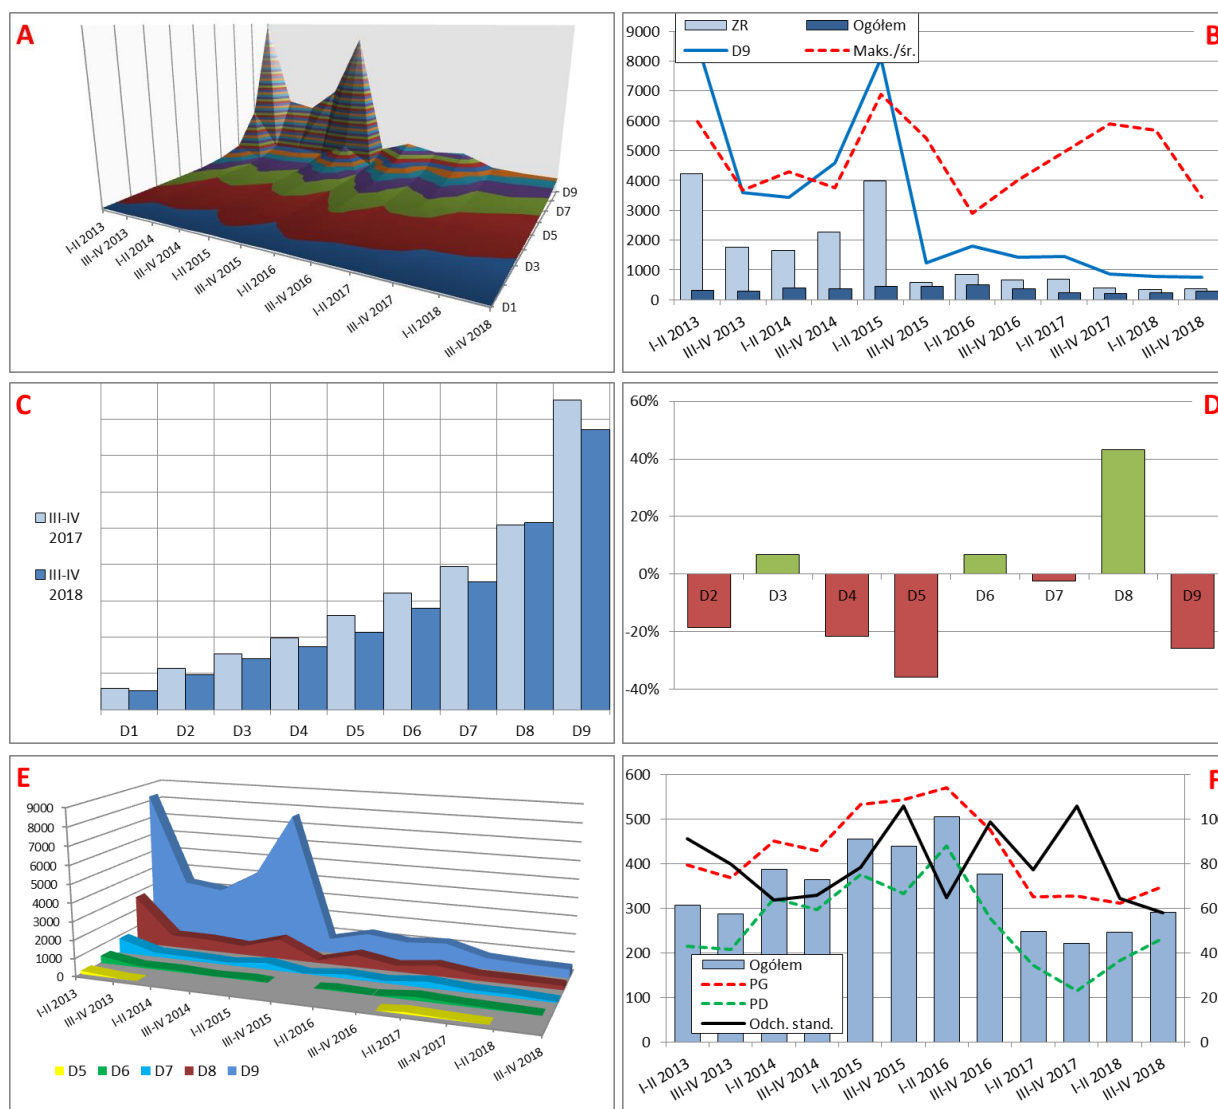 A
I-II 2013
III-IV 2013
I-II 2014
III-IV 2014
I-II 2015
III-IV 2015
I-II 2016
III-IV 2016
I-II 2017
III-IV 2017
I-II 2018
III-IV 2018
D1
D3
D5
D7
D9
B
ZR
Ogółem
D9
Maks./śr.
9000
8000
7000
6000
5000
4000
3000
2000
1000
0
I-II 2013
III-IV 2013
I-II 2014
III-IV 2014
I-II 2015
III-IV 2015
I-II 2016
III-IV 2016
I-II 2017
III-IV 2017
I-II 2018
III-IV 2018
C
III-IV
2017
III-IV
2018
D1 D2 D3 D4 D5 D6 D7 D8 D9
D
60%
40%
20%
0%
-20%
-40%
D2 D3 D4 D5 D6 D7 D8 D9
E
9000
8000
7000
6000
5000
4000
3000
2000
1000
0
I-II 2013
III-IV 2013
I-II 2014
III-IV 2014
I-II 2015
III-IV 2015
I-II 2016
III-IV 2016
I-II 2017
III-IV 2017
I-II 2018
III-IV 2018
D5 D6 D7 D8 D9
F
600
500
400
300
200
100
0
80
60
40
20
0
Ogółem
PG
PD
Odch. stand.
I-II 2013
III-IV 2013
I-II 2014
III-IV 2014
I-II 2015
III-IV 2015
I-II 2016
III-IV 2016
I-II 2017
III-IV 2017
I-II 2018
III-IV 2018